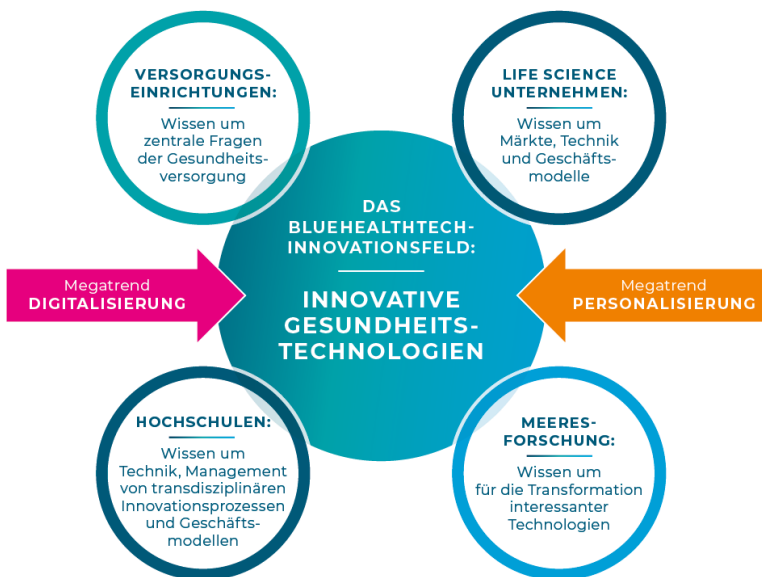 VERSORGUNGS-
EINRICHTUNGEN:
Wissen um
zentrale Fragen
der Gesundheits-
versorgung
LIFE SCIENCE
UNTERNEHMEN:
Wissen um
Märkte, Technik
und Geschäfts-
modelle
DAS
BLUEHEALTHTECH-
INNOVATIONSFELD:
INNOVATIVE
GESUNDHEITS-
TECHNOLOGIEN
Megatrend
DIGITALISIERUNG
Megatrend
PERSONALISIERUNG
HOCHSCHULEN:
Wissen um
Technik, Management
von transdisziplinären
Innovationsprozessen
und Geschäfts-
modellen
MEERES-
FORSCHUNG:
Wissen um
für die Transformation
interessanter
Technologien